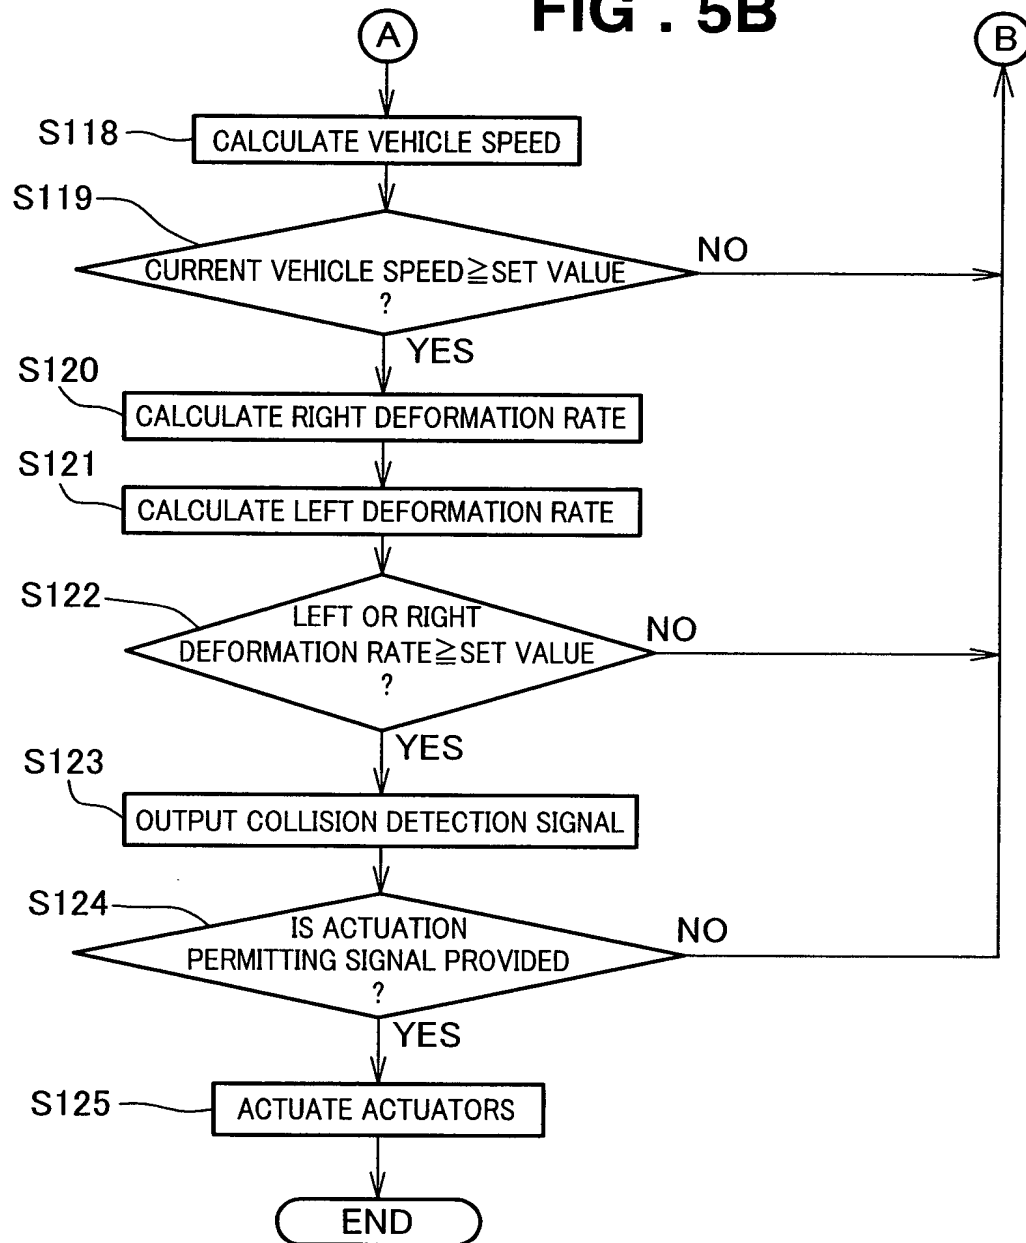 FIG . 5B
A
B
S118
CALCULATE VEHICLE SPEED
S119
CURRENT VEHICLE SPEED≧SET VALUE
?
NO
YES
S120
CALCULATE RIGHT DEFORMATION RATE
S121
CALCULATE LEFT DEFORMATION RATE
S122
LEFT OR RIGHT
DEFORMATION RATE≧SET VALUE
?
NO
YES
S123
OUTPUT COLLISION DETECTION SIGNAL
S124
IS ACTUATION
PERMITTING SIGNAL PROVIDED
?
NO
YES
S125
ACTUATE ACTUATORS
END